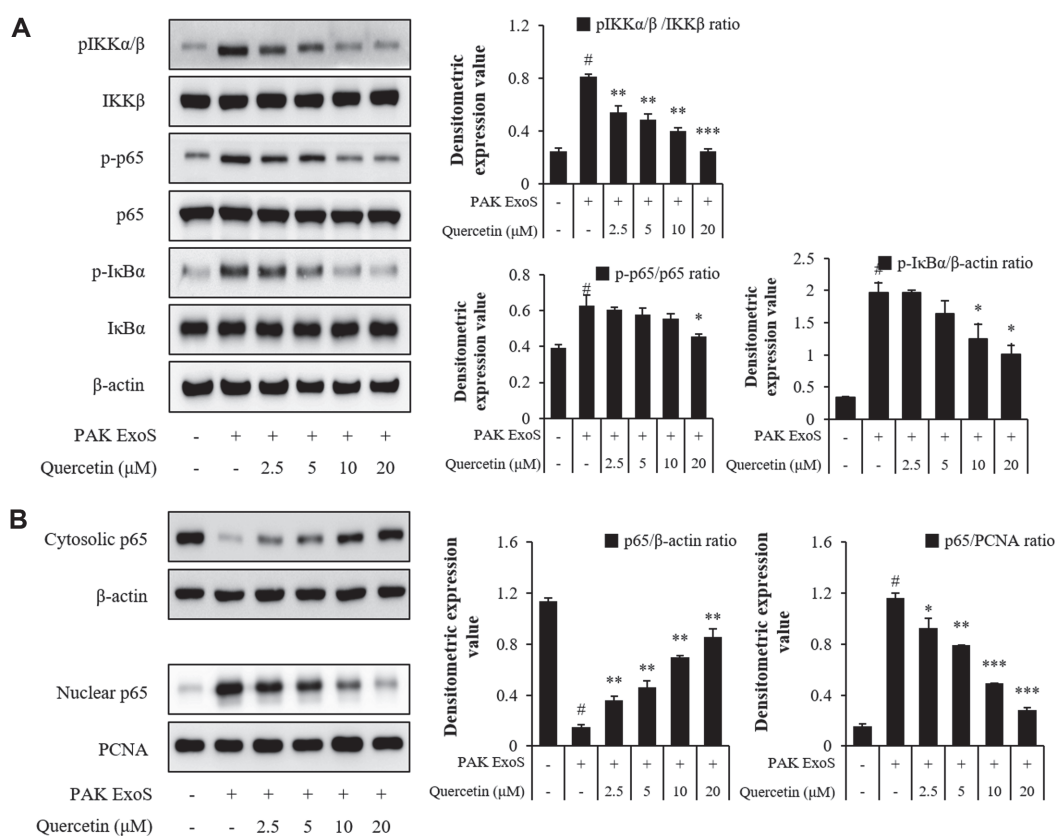 A
pIKKα/β
IKKβ
p-p65
p65
p-IκBα
IκBα
β-actin
PAK ExoS - + + + + +
Quercetin (μM) - - 2.5 5 10 20
pIKKα/β /IKKβ ratio
Densitometric
expression value
1.2
0.8
0.4
0
# ** ** ** ***
PAK ExoS - + + + + +
Quercetin (μM) - - 2.5 5 10 20
p-p65/p65 ratio
Densitometric
expression value
0.8
0.6
0.4
0.2
0
# *
PAK ExoS - + + + + +
Quercetin (μM) - - 2.5 5 10 20
p-IκBα/β-actin ratio
Densitometric
expression value
2.5
2
1.5
1
0.5
0
# * *
PAK ExoS - + + + + +
Quercetin (μM) - - 2.5 5 10 20
B
Cytosolic p65
β-actin
Nuclear p65
PCNA
PAK ExoS - + + + + +
Quercetin (μM) - - 2.5 5 10 20
p65/β-actin ratio
Densitometric expression
value
1.6
1.2
0.8
0.4
0
# ** ** ** **
PAK ExoS - + + + + +
Quercetin (μM) - - 2.5 5 10 20
p65/PCNA ratio
Densitometric expression
value
1.6
1.2
0.8
0.4
0
# * ** *** ***
PAK ExoS - + + + + +
Quercetin (μM) - - 2.5 5 10 20